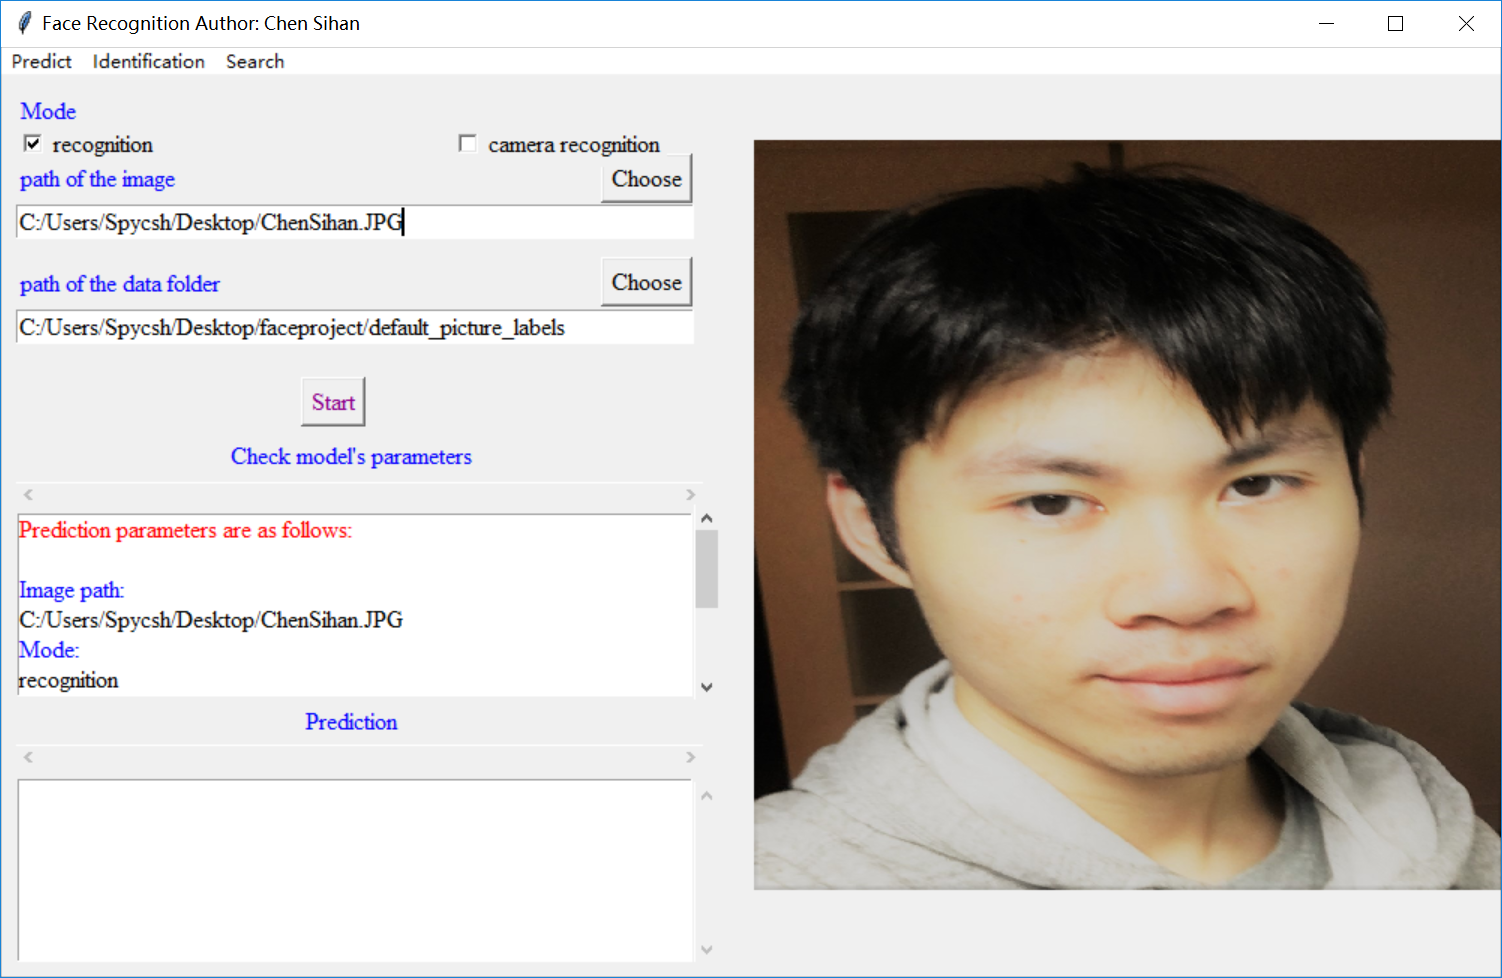 Face Recognition Author: Chen Sihan
Predict Identification Search
Mode
recognition camera recognition
path of the image Choose
C:/Users/Spycsh/Desktop/ChenSihan.JPG
path of the data folder Choose
C:/Users/Spycsh/Desktop/faceproject/default_picture_labels
Start
Check model's parameters
Prediction parameters are as follows:
Image path:
C:/Users/Spycsh/Desktop/ChenSihan.JPG
Mode:
recognition
Prediction